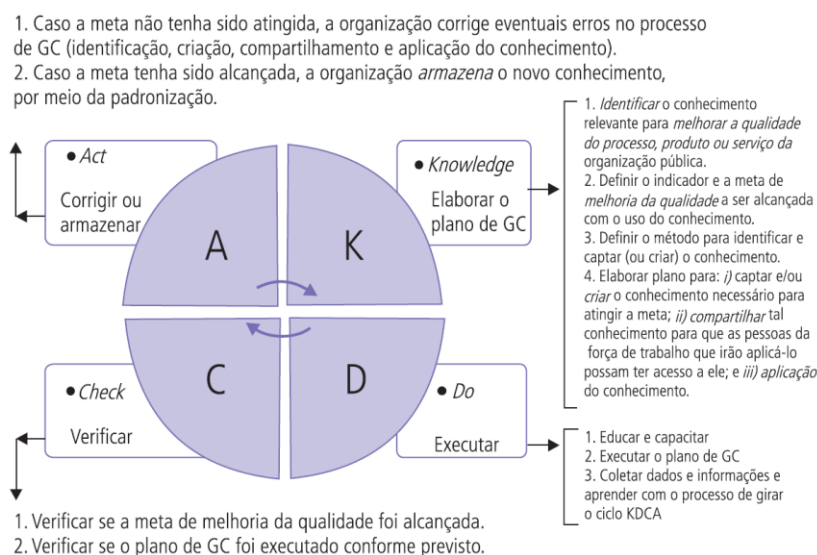 1. Caso a meta não tenha sido atingida, a organização corrige eventuais erros no processo
de GC (identificação, criação, compartilhamento e aplicação do conhecimento).
2. Caso a meta tenha sido alcançada, a organização armazena o novo conhecimento,
por meio da padronização.
• Act
Corrigir ou
armazenar
A
K
• Knowledge
Elaborar o
plano de GC
1. Identificar o conhecimento
relevante para melhorar a qualidade
do processo, produto ou serviço da
organização pública.
2. Definir o indicador e a meta de
melhoria da qualidade a ser alcançada
com o uso do conhecimento.
3. Definir o método para identificar e
captar (ou criar) o conhecimento.
4. Elaborar plano para: i) captar e/ou
criar o conhecimento necessário para
atingir a meta; ii) compartilhar tal
conhecimento para que as pessoas da
força de trabalho que irão aplicá-lo
possam ter acesso a ele; e iii) aplicação
do conhecimento.
• Check
Verificar
C
D
• Do
Executar
1. Educar e capacitar
2. Executar o plano de GC
3. Coletar dados e informações e
aprender com o processo de girar
o ciclo KDCA
1. Verificar se a meta de melhoria da qualidade foi alcançada.
2. Verificar se o plano de GC foi executado conforme previsto.